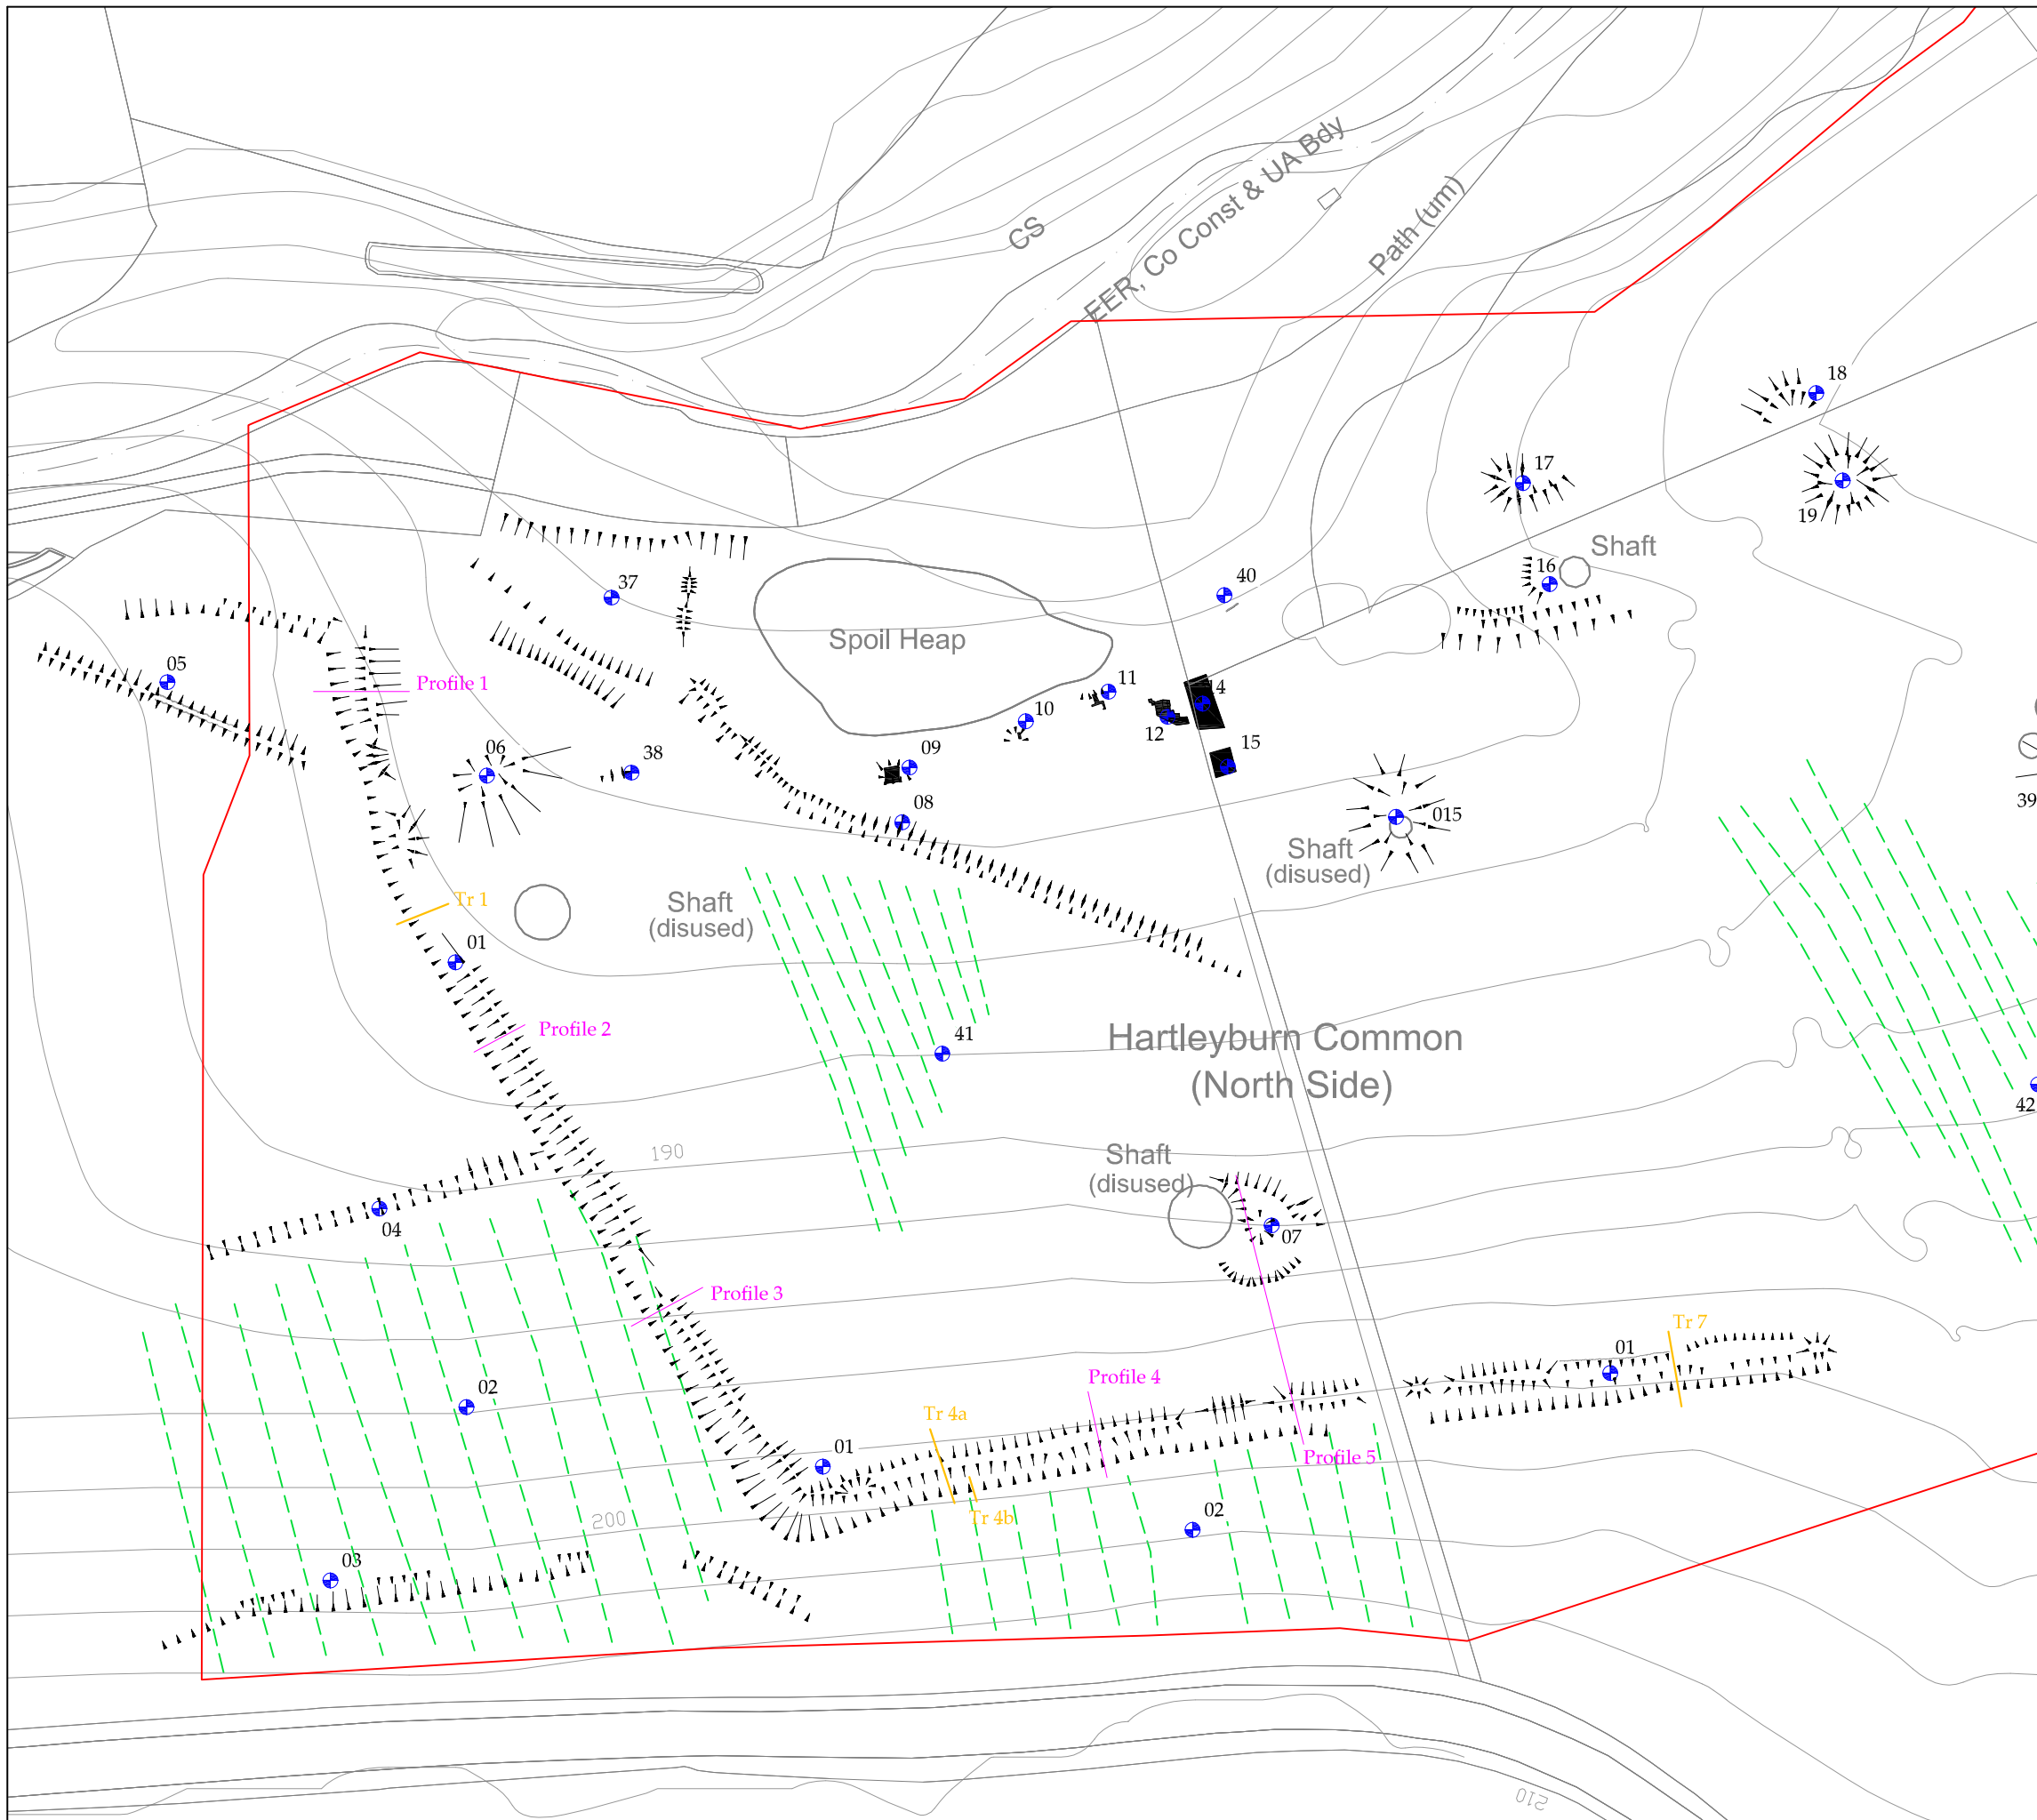 CS
EER, Co Const & UA Bdy
Path (um)
18
17
19
Shaft
16
37
40
Spoil Heap
05
Profile 1
11
14
10
12
06
38
09
15
08
39
015
Shaft
(disused)
Tr 1
Shaft
(disused)
01
Profile 2
41
Hartleyburn Common
(North Side)
42
190
Shaft
(disused)
04
07
Profile 3
Tr 7
01
Profile 4
02
Tr 4a
01
Profile 5
200
Tr 4b
02
03
210